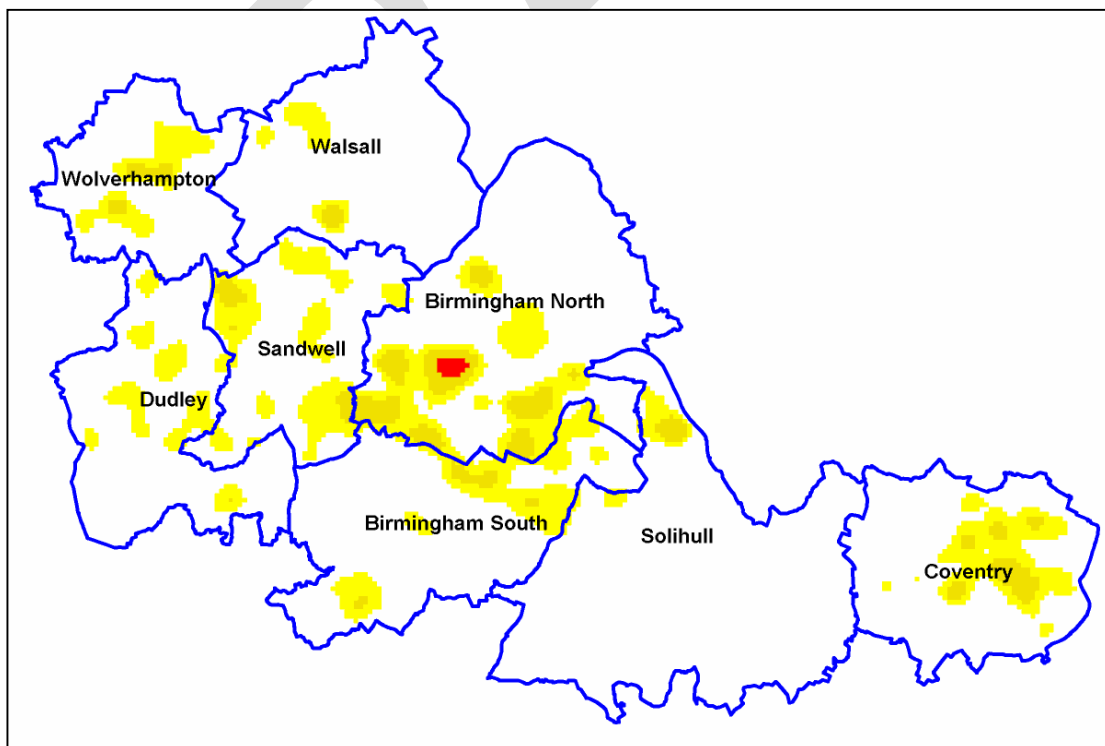 Walsall
Wolverhampton
Birmingham North
Sandwell
Dudley
Birmingham South
Solihull
Coventry